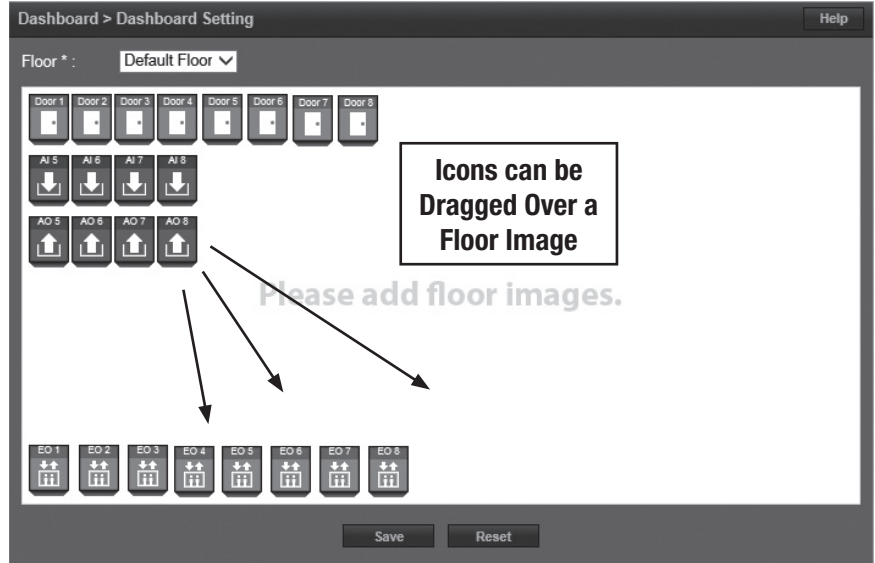 Dashboard > Dashboard Setting
Help
Floor * :
Default Floor
Door 1 Door 2 Door 3 Door 4 Door 5 Door 6 Door 7 Door 8
AI 5 AI 6 AI 7 AI 8
AO 5 AO 6 AO 7 AO 8
Icons can be
Dragged Over a
Floor Image
Please add floor images.
EO 1 EO 2 EO 3 EO 4 EO 5 EO 6 EO 7 EO 8
Save Reset